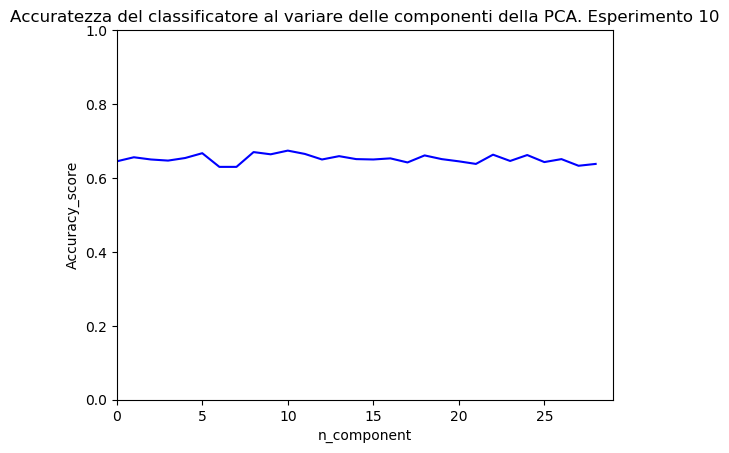 Accuratezza del classificatore al variare delle componenti della PCA. Esperimento 10
1.0
0.8
0.6
0.4
0.2
0.0
Accuracy_score
0 5 10 15 20 25
n_component